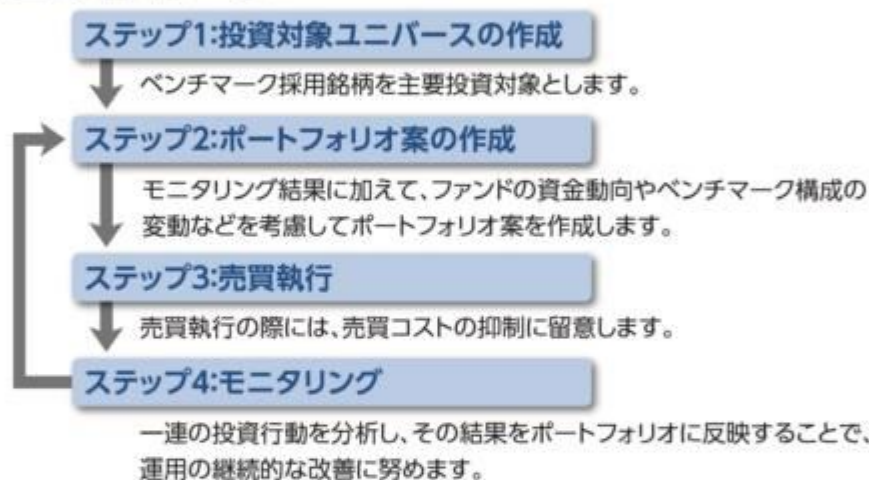 ステップ1:投資対象ユニバースの作成
ベンチマーク採用銘柄を主要投資対象とします。
ステップ2:ポートフォリオ案の作成
モニタリング結果に加えて、ファンドの資金動向やベンチマーク構成の
変動などを考慮してポートフォリオ案を作成します。
ステップ3:売買執行
売買執行の際には、売買コストの抑制に留意します。
ステップ4:モニタリング
一連の投資行動を分析し、その結果をポートフォリオに反映することで、
運用の継続的な改善に努めます。